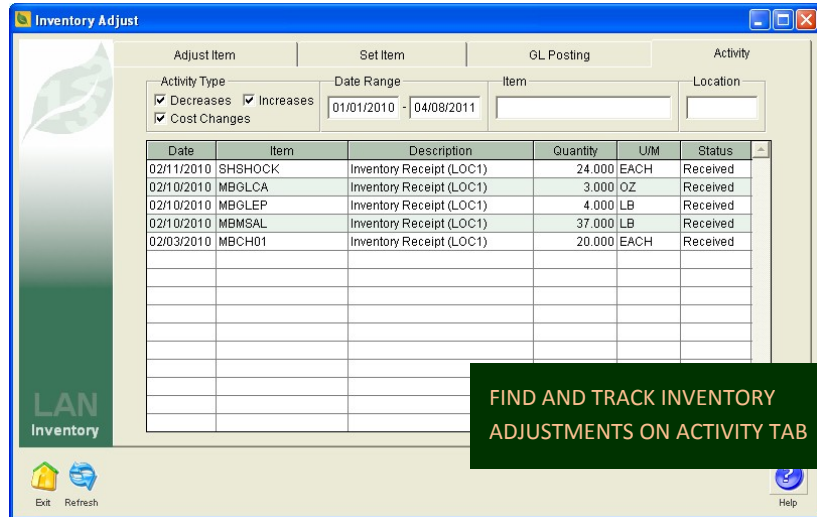 Inventory Adjust
Adjust Item Set Item GL Posting Activity
Activity Type Date Range Item Location
Decreases Increases
Cost Changes
01/01/2010 - 04/08/2011
Date Item Description Quantity U/M Status
02/11/2010 SHSHOCK Inventory Receipt (LOC1) 24.000 EACH Received
02/10/2010 MBGLCA Inventory Receipt (LOC1) 3.000 OZ Received
02/10/2010 MBGLEP Inventory Receipt (LOC1) 4.000 LB Received
02/10/2010 MBMSAL Inventory Receipt (LOC1) 37.000 LB Received
02/03/2010 MBCH01 Inventory Receipt (LOC1) 20.000 EACH Received
FIND AND TRACK INVENTORY
ADJUSTMENTS ON ACTIVITY TAB
LAN
Inventory
Exit Refresh Help